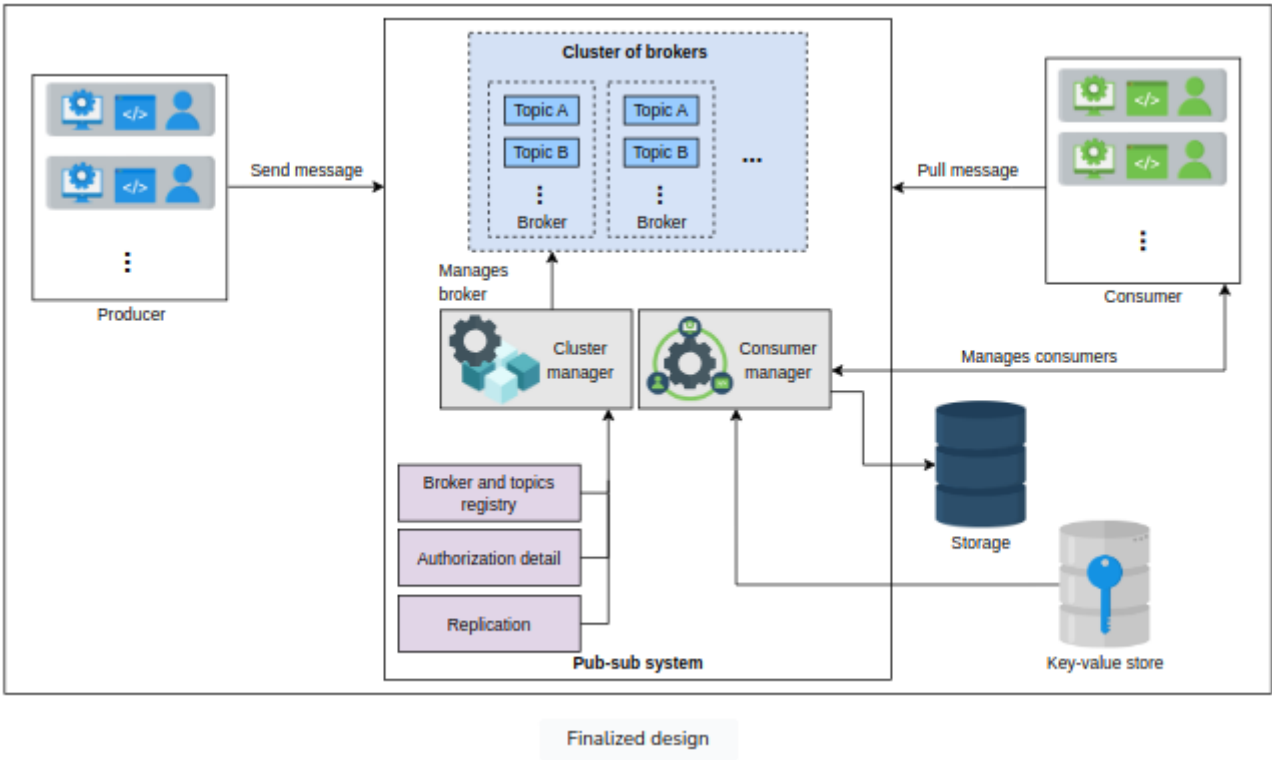 Cluster of brokers
Topic A
Topic A
Topic B
Topic B
...
Broker
Broker
</>
</>
Send message
Producer
</>
</>
Pull message
Consumer
Manages
broker
Cluster
manager
Consumer
manager
Manages consumers
Broker and topics
registry
Authorization detail
Replication
Storage
Key-value store
Pub-sub system
Finalized design